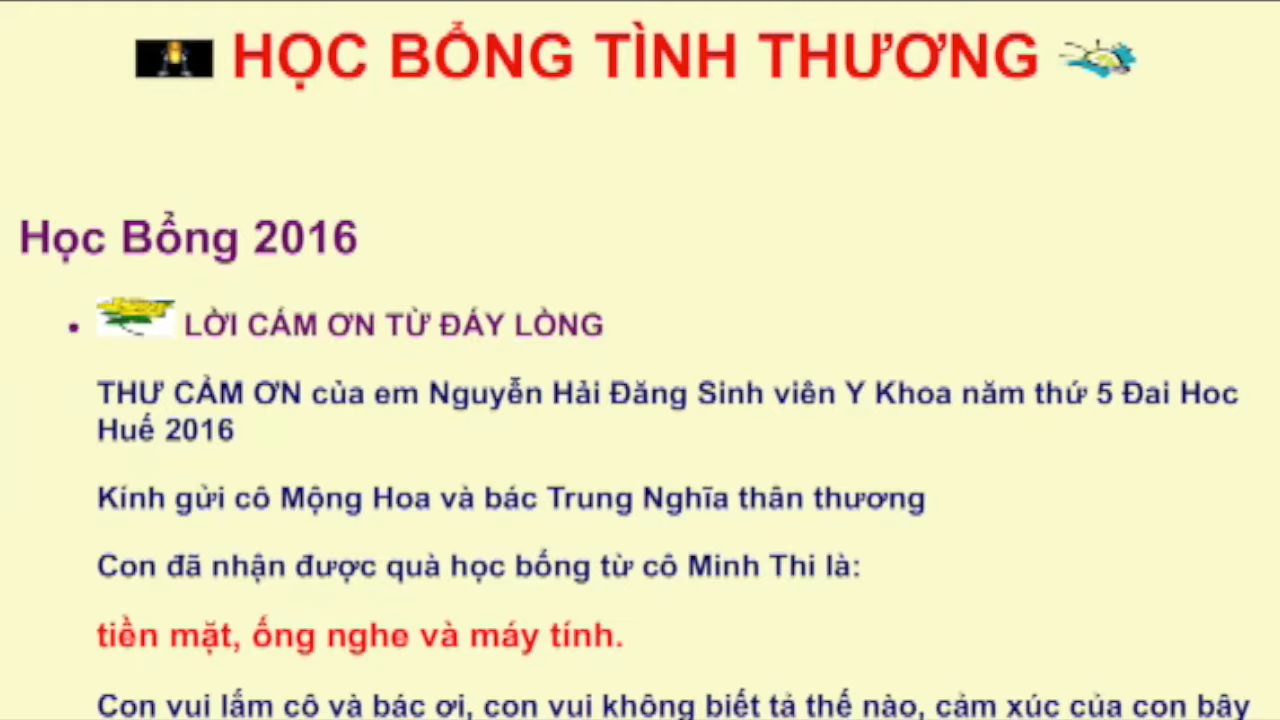 HỌC BỔNG TÌNH THƯƠNG
Học Bổng 2016
LỜI CÁM ƠN TỪ ĐÁY LÒNG
THƯ CẢM ƠN của em Nguyễn Hải Đăng Sinh viên Y Khoa năm thứ 5 Đai Hoc
Huế 2016
Kính gửi cô Mộng Hoa và bác Trung Nghĩa thân thương
Con đã nhận được quà học bống từ cô Minh Thi là:
tiền mặt, ống nghe và máy tính.
Con vui lắm cô và bác ơi, con vui không biết tả thế nào, cảm xúc của con bây